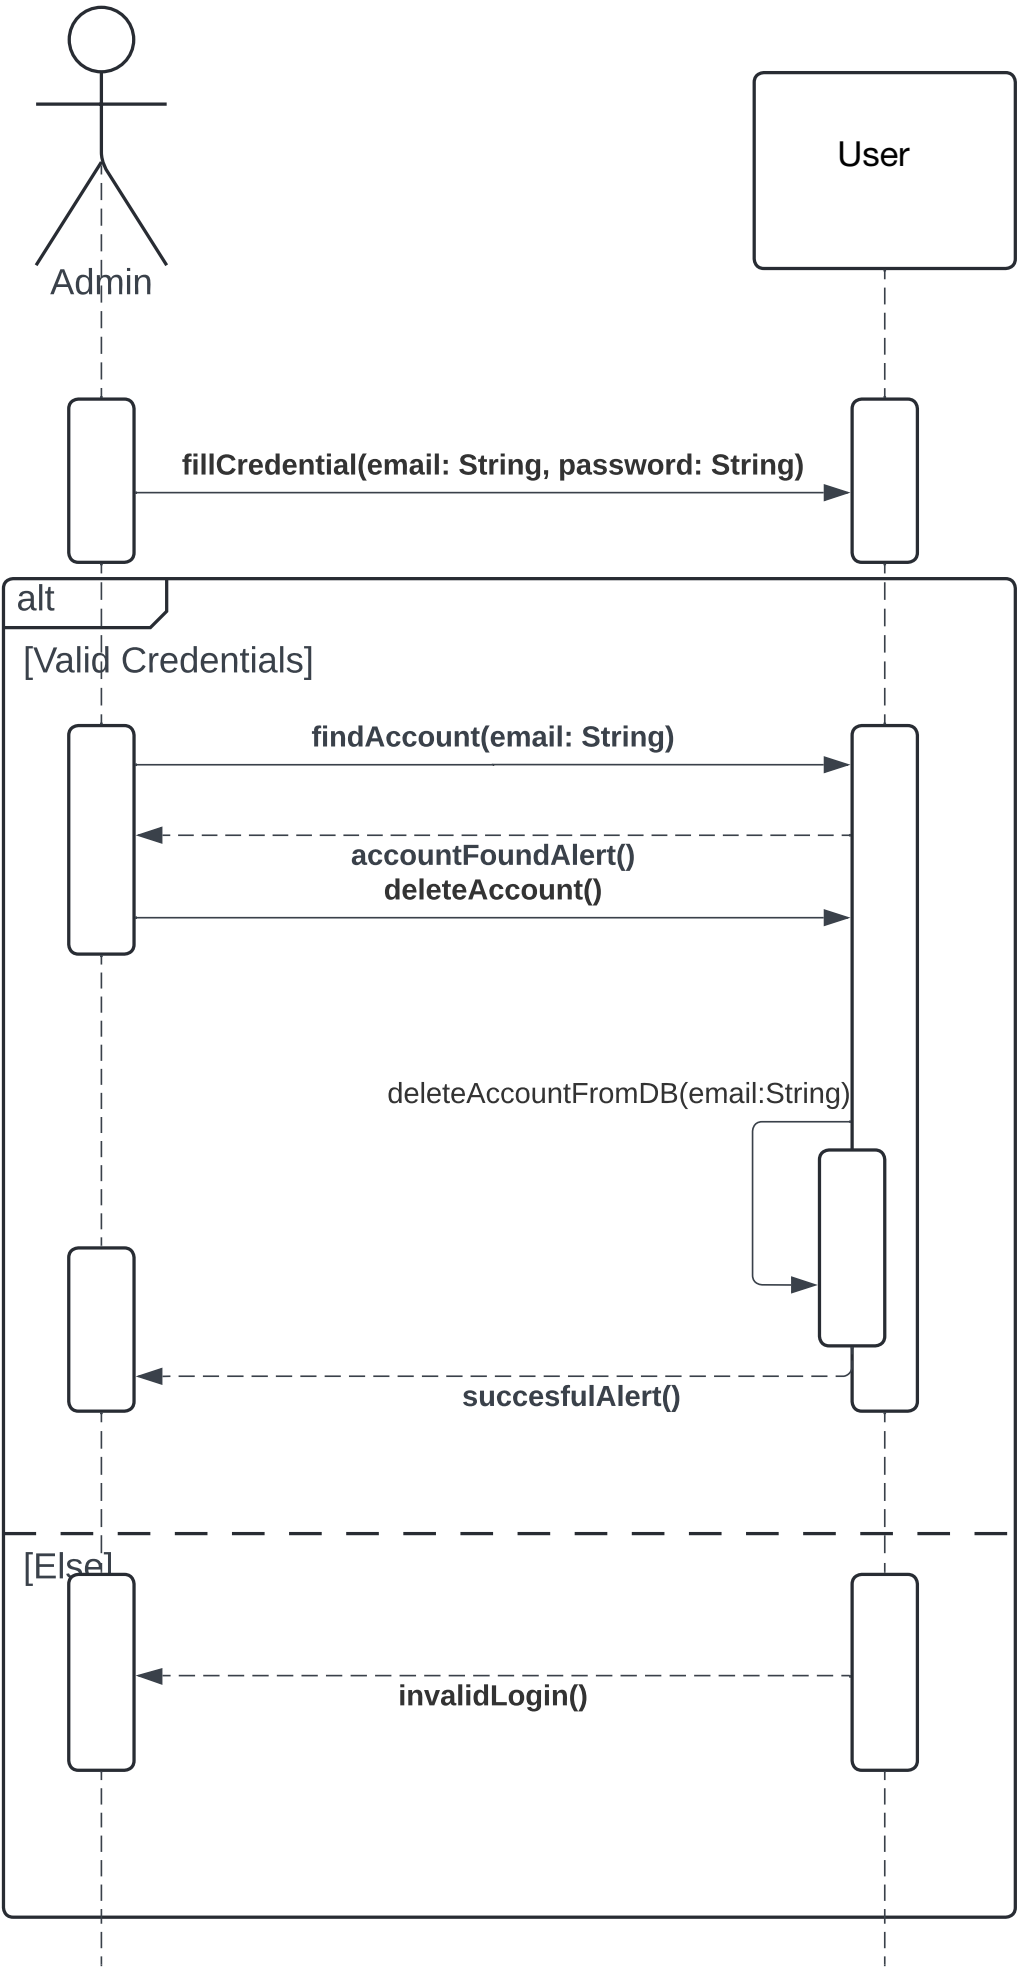 User
Admin
fillCredential(email: String, password: String)
alt
[Valid Credentials]
findAccount(email: String)
accountFoundAlert()
deleteAccount()
deleteAccountFromDB(email:String)
succesfulAlert()
[Else]
invalidLogin()